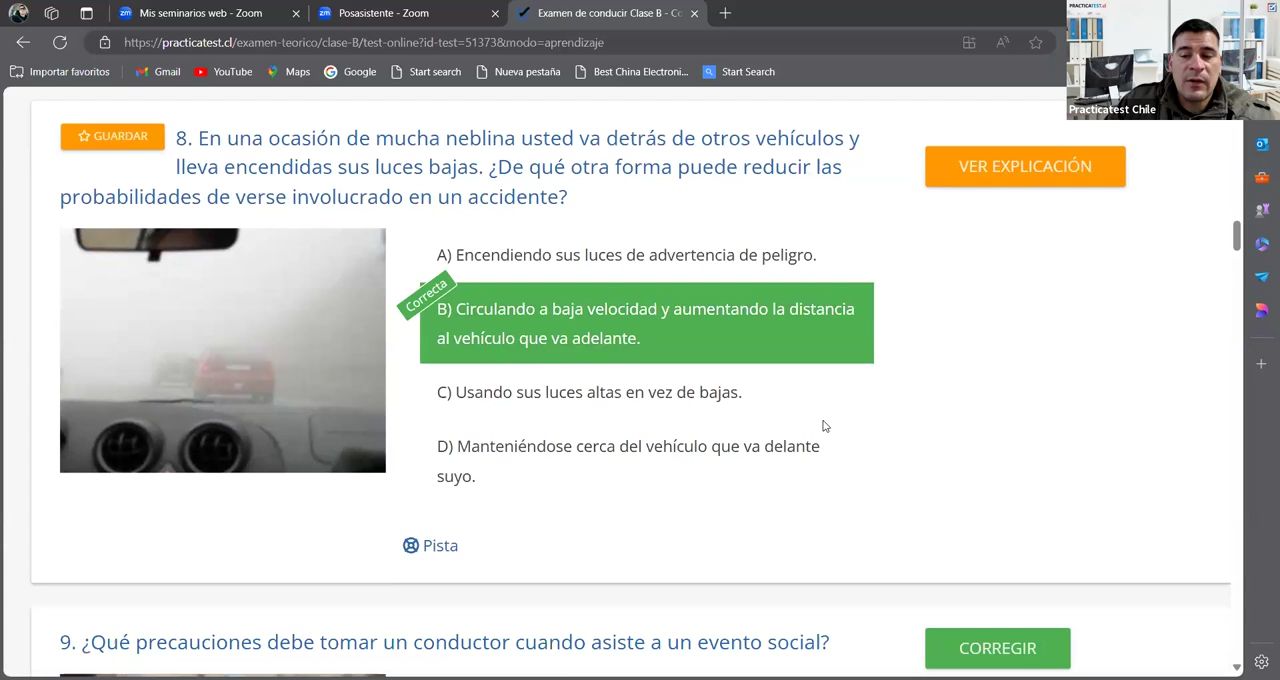 Mis seminarios web - Zoom
Posasistente - Zoom
Examen de conducir Clase B - Co
https://practicatest.cl/examen-teorico/clase-B/test-online?id-test=51373&modo=aprendizaje
Importar favoritos
Gmail
YouTube
Maps
Google
Start search
Nueva pestaña
Best China Electroni...
Start Search
PRACTICATEST.cl
Practicatest Chile
GUARDAR
8. En una ocasión de mucha neblina usted va detrás de otros vehículos y
lleva encendidas sus luces bajas. ¿De qué otra forma puede reducir las
probabilidades de verse involucrado en un accidente?
VER EXPLICACIÓN
A) Encendiendo sus luces de advertencia de peligro.
Correcta
B) Circulando a baja velocidad y aumentando la distancia
al vehículo que va adelante.
C) Usando sus luces altas en vez de bajas.
D) Manteniéndose cerca del vehículo que va delante
suyo.
Pista
9. ¿Qué precauciones debe tomar un conductor cuando asiste a un evento social?
CORREGIR